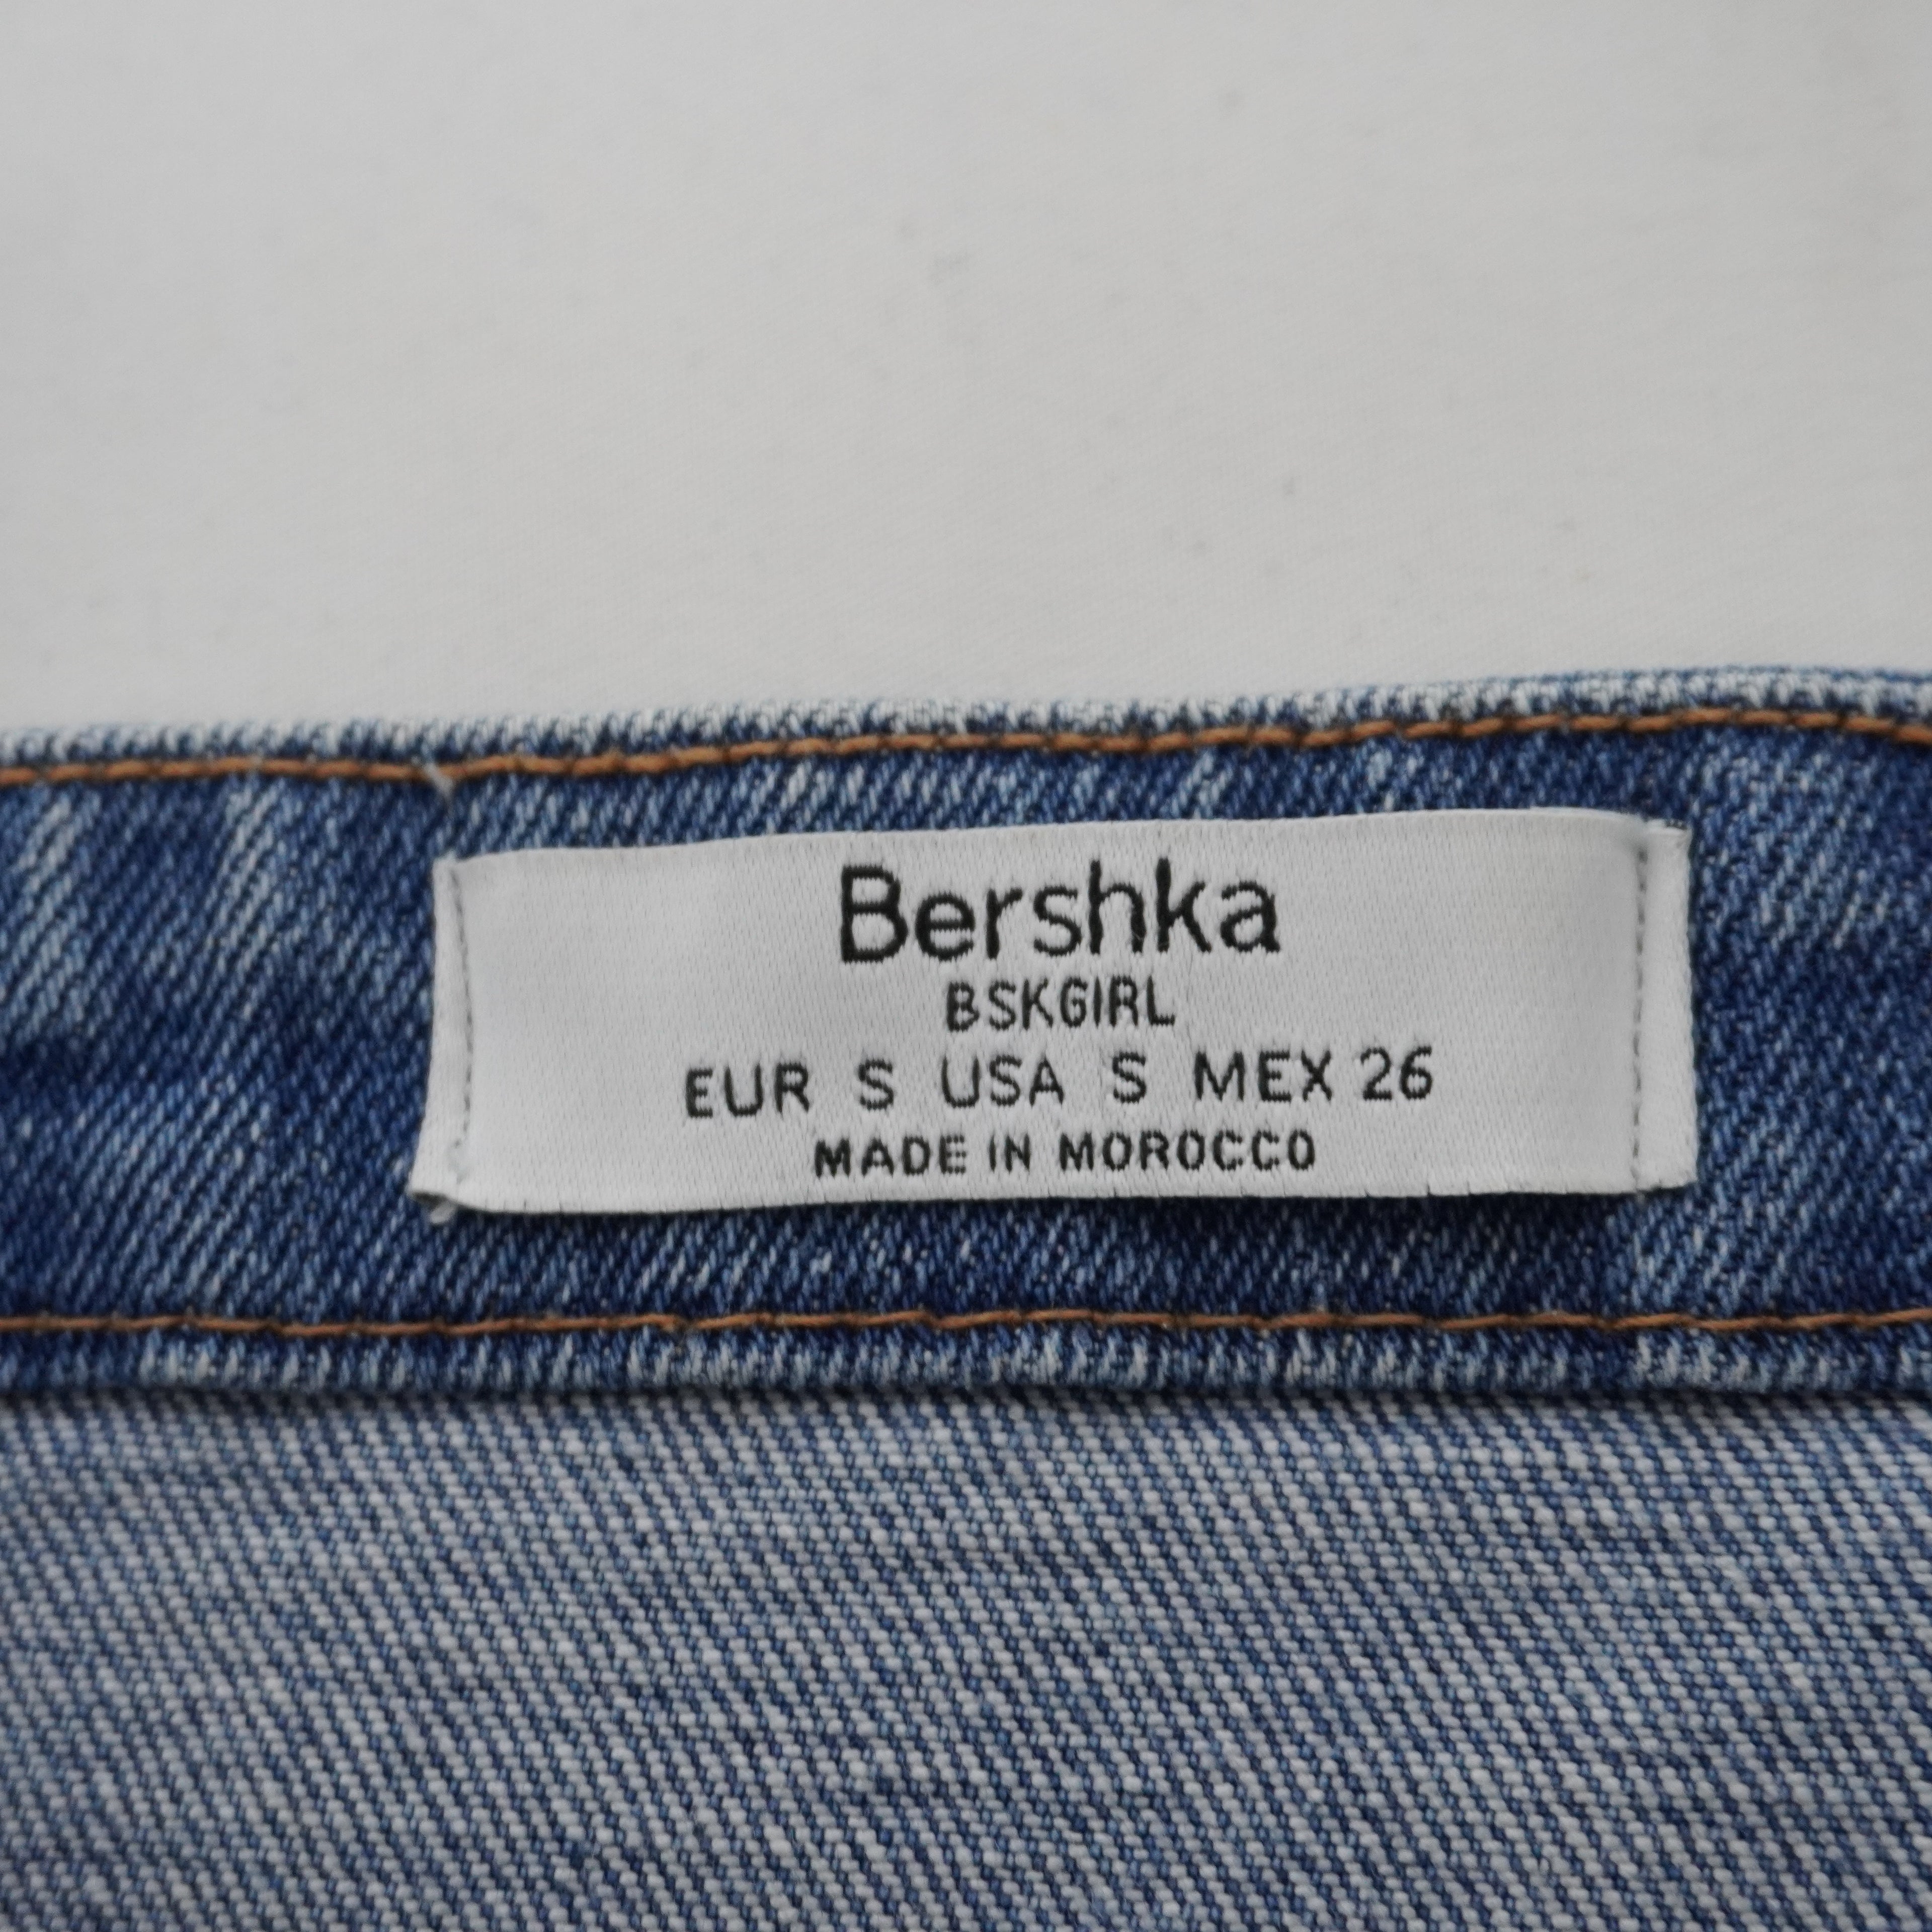 Bershka
BSKGIRL
EUR S USA S MEX 26
MADE IN MOROCCO